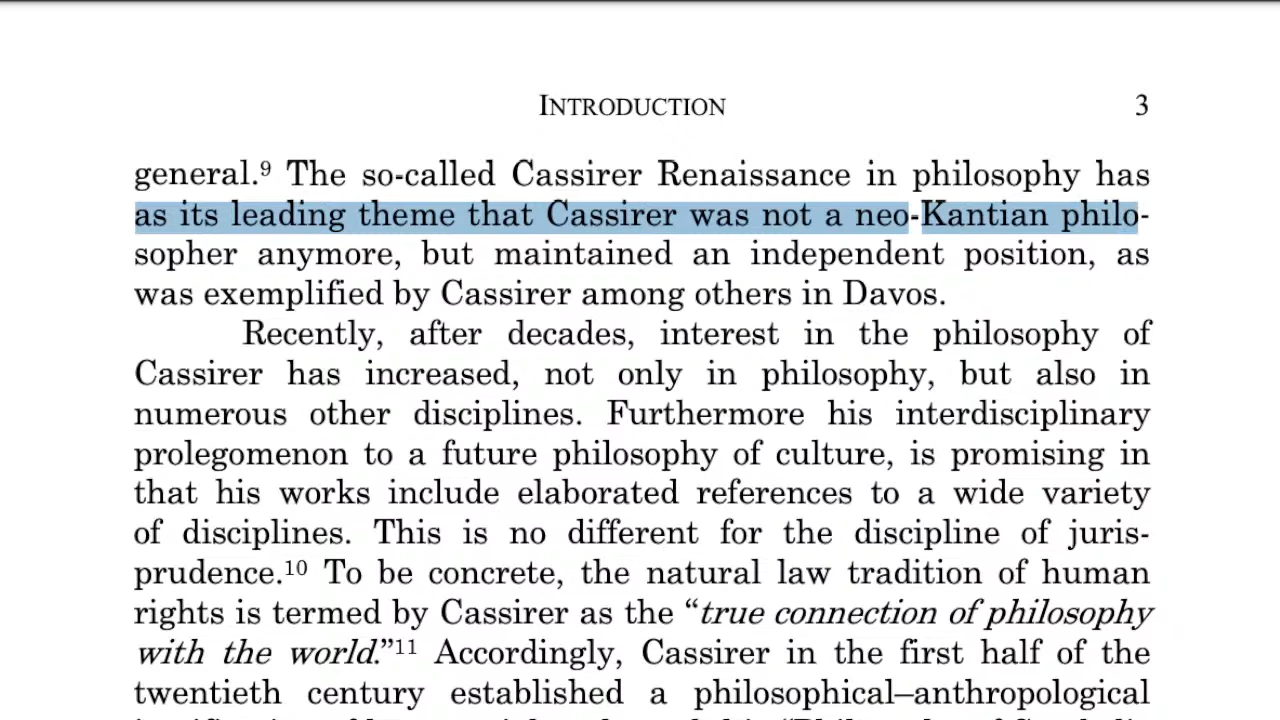 INTRODUCTION 3
general.⁹ The so-called Cassirer Renaissance in philosophy has
as its leading theme that Cassirer was not a neo-Kantian philo-
sopher anymore, but maintained an independent position, as
was exemplified by Cassirer among others in Davos.
Recently, after decades, interest in the philosophy of
Cassirer has increased, not only in philosophy, but also in
numerous other disciplines. Furthermore his interdisciplinary
prolegomenon to a future philosophy of culture, is promising in
that his works include elaborated references to a wide variety
of disciplines. This is no different for the discipline of juris-
prudence.¹⁰ To be concrete, the natural law tradition of human
rights is termed by Cassirer as the “true connection of philosophy
with the world.”¹¹ Accordingly, Cassirer in the first half of the
twentieth century established a philosophical–anthropological